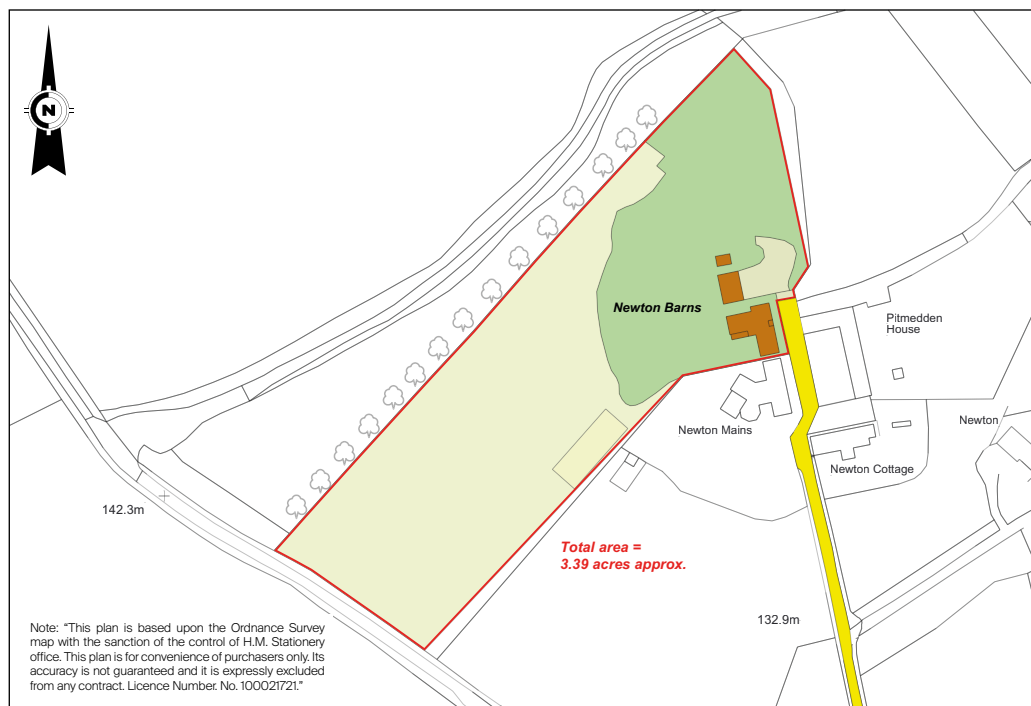 N
Newton Barns
Pitmedden
House
Newton Mains
Newton
Newton Cottage
142.3m
Total area =
3.39 acres approx.
132.9m
Note: “This plan is based upon the Ordnance Survey
map with the sanction of the control of H.M. Stationery
office. This plan is for convenience of purchasers only. Its
accuracy is not guaranteed and it is expressly excluded
from any contract. Licence Number. No. 100021721.”